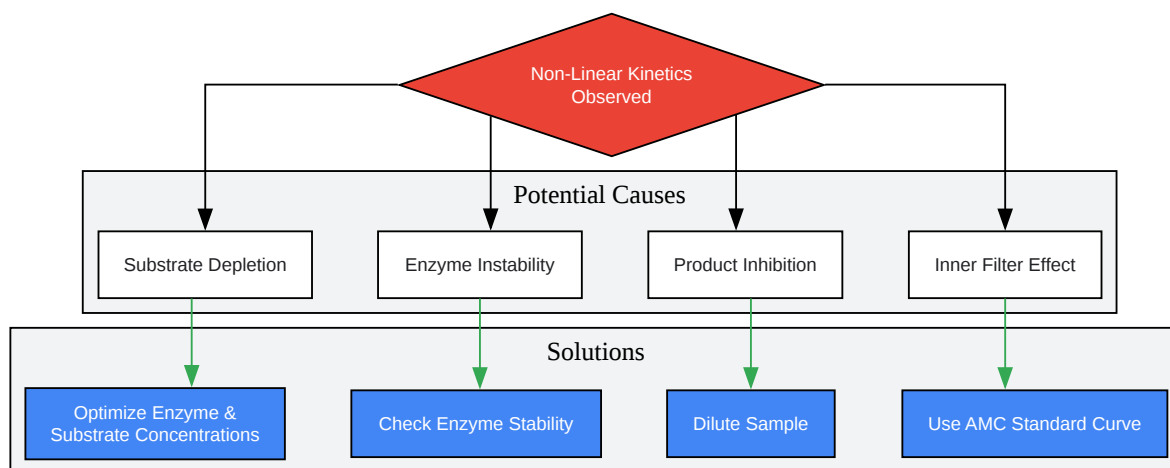 Non-Linear Kinetics
Observed
Potential Causes
Substrate Depletion
Enzyme Instability
Product Inhibition
Inner Filter Effect
Solutions
Optimize Enzyme &
Substrate Concentrations
Check Enzyme Stability
Dilute Sample
Use AMC Standard Curve